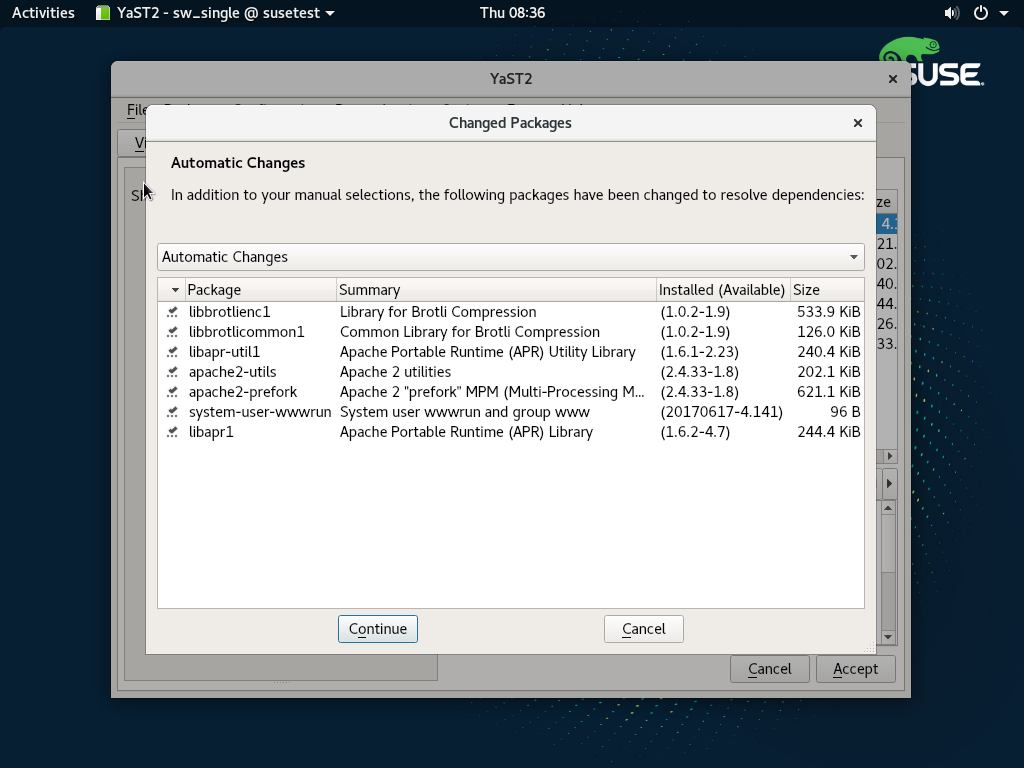 Activities YaST2 - sw_single @ susetest Thu 08:36
SUSE
YaST2
File
Changed Packages
Automatic Changes
In addition to your manual selections, the following packages have been changed to resolve dependencies:
Automatic Changes
Package Summary Installed (Available) Size
libbrotlienc1 Library for Brotli Compression (1.0.2-1.9) 533.9 KiB
libbrotlicommon1 Common Library for Brotli Compression (1.0.2-1.9) 126.0 KiB
libapr-util1 Apache Portable Runtime (APR) Utility Library (1.6.1-2.23) 240.4 KiB
apache2-utils Apache 2 utilities (2.4.33-1.8) 202.1 KiB
apache2-prefork Apache 2 "prefork" MPM (Multi-Processing M... (2.4.33-1.8) 621.1 KiB
system-user-wwwrun System user wwwrun and group www (20170617-4.141) 96 B
libapr1 Apache Portable Runtime (APR) Library (1.6.2-4.7) 244.4 KiB
Continue Cancel
Cancel Accept